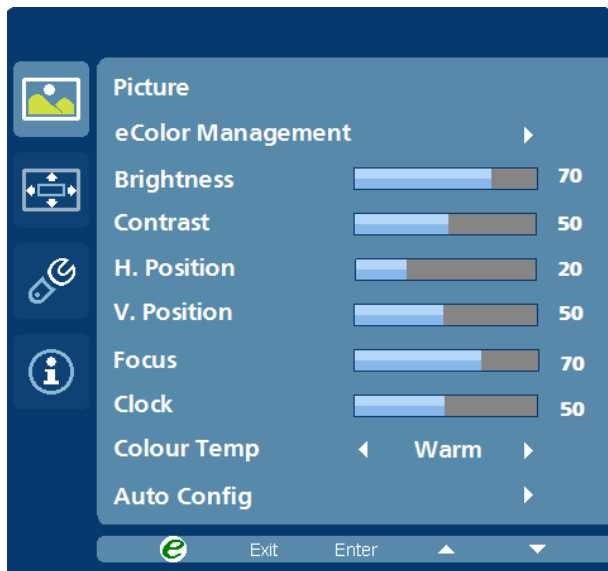 Picture
eColor Management
Brightness 70
Contrast 50
H. Position 20
V. Position 50
Focus 70
Clock 50
Colour Temp Warm
Auto Config
e Exit Enter